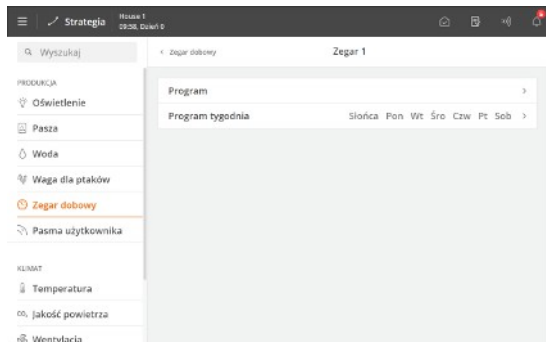 Strategia
House 1
09:58, Dzień 0
Wyszukaj
PRODUKCJA
Oświetlenie
Pasza
Woda
Waga dla ptaków
Zegar dobowy
Pasma użytkownika
KLIMAT
Temperatura
Jakość powietrza
Wentylacja
Zegar dobowy
Zegar 1
Program
Program tygodnia Słońca Pon Wt Śro Czw Pt Sob